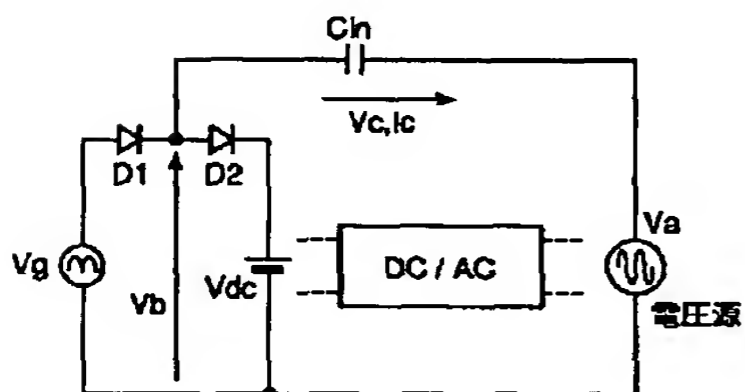 Cin
Vc,Ic
D1
D2
Va
Vg
Vb
Vdc
DC / AC
電圧源